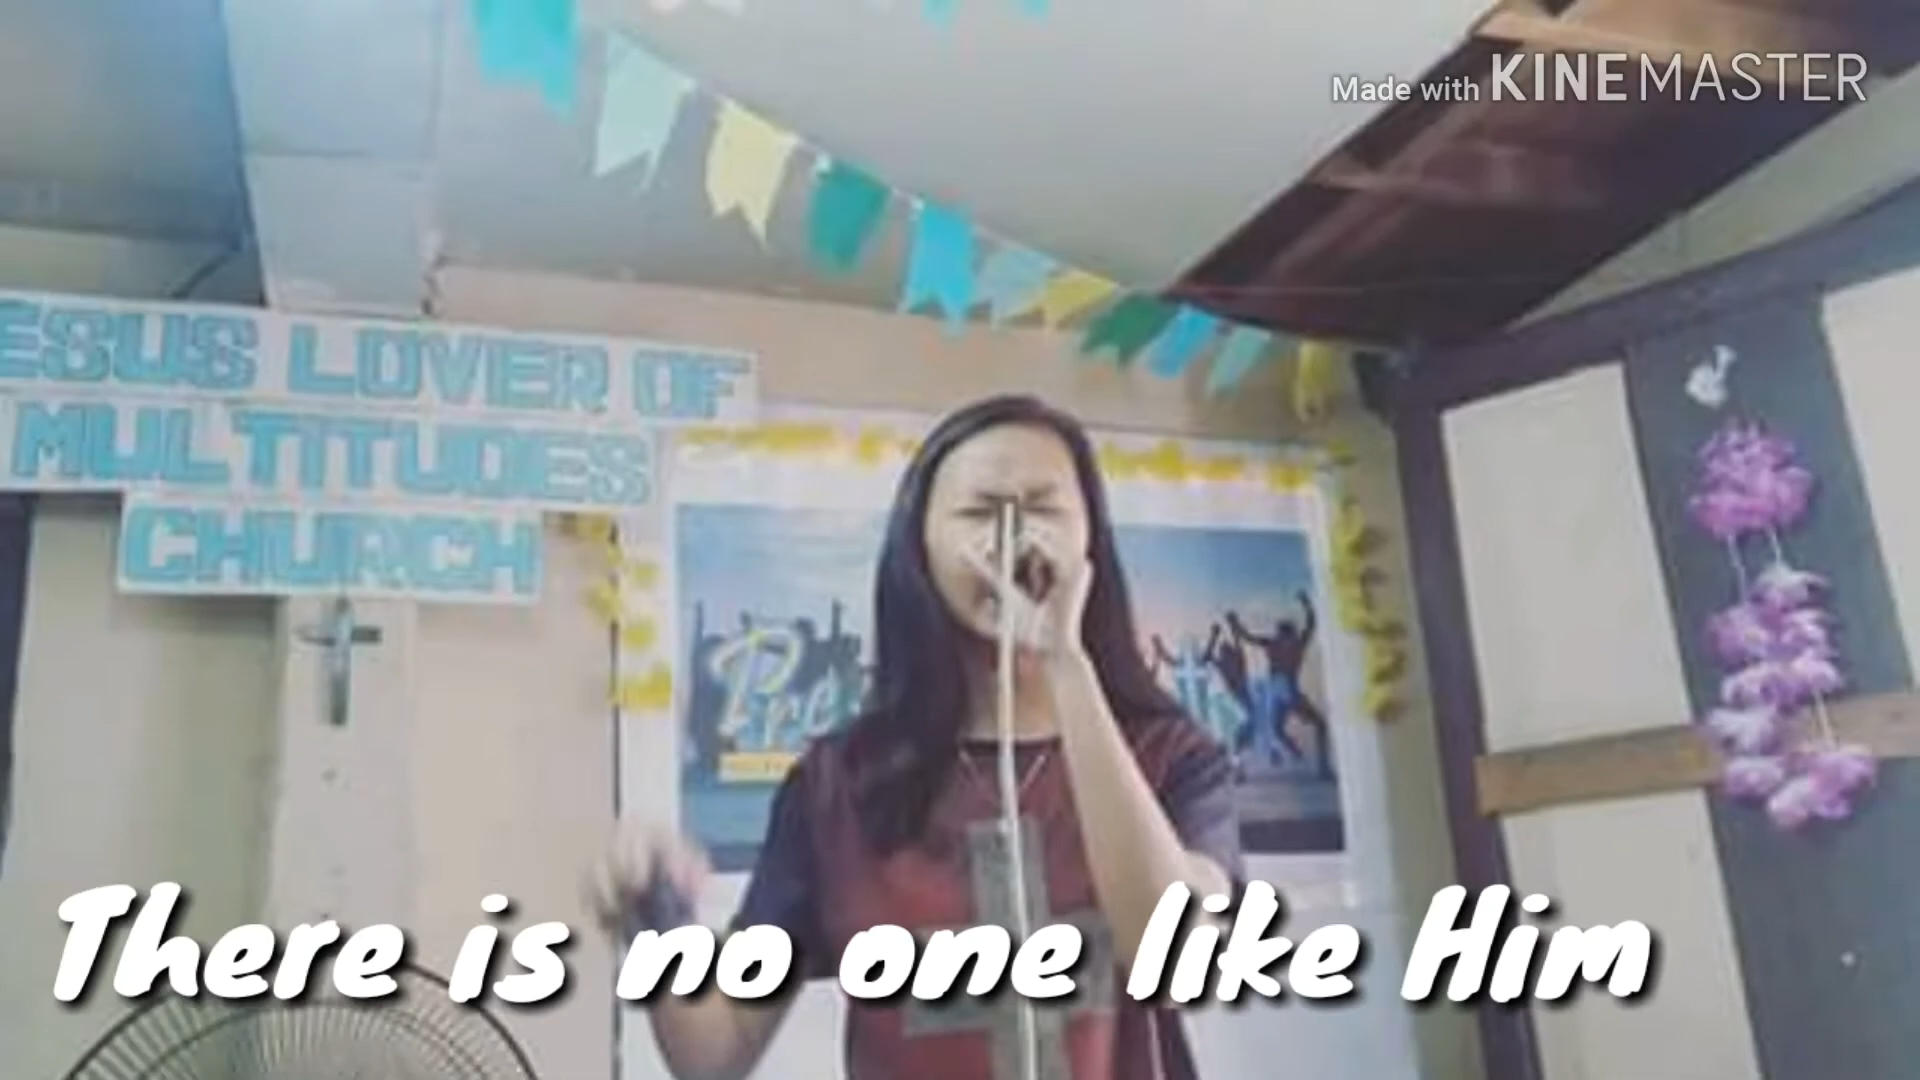 Made with KINEMASTER
ESUS LOVER OF
MULTITUDES
CHURCH
There is no one like Him